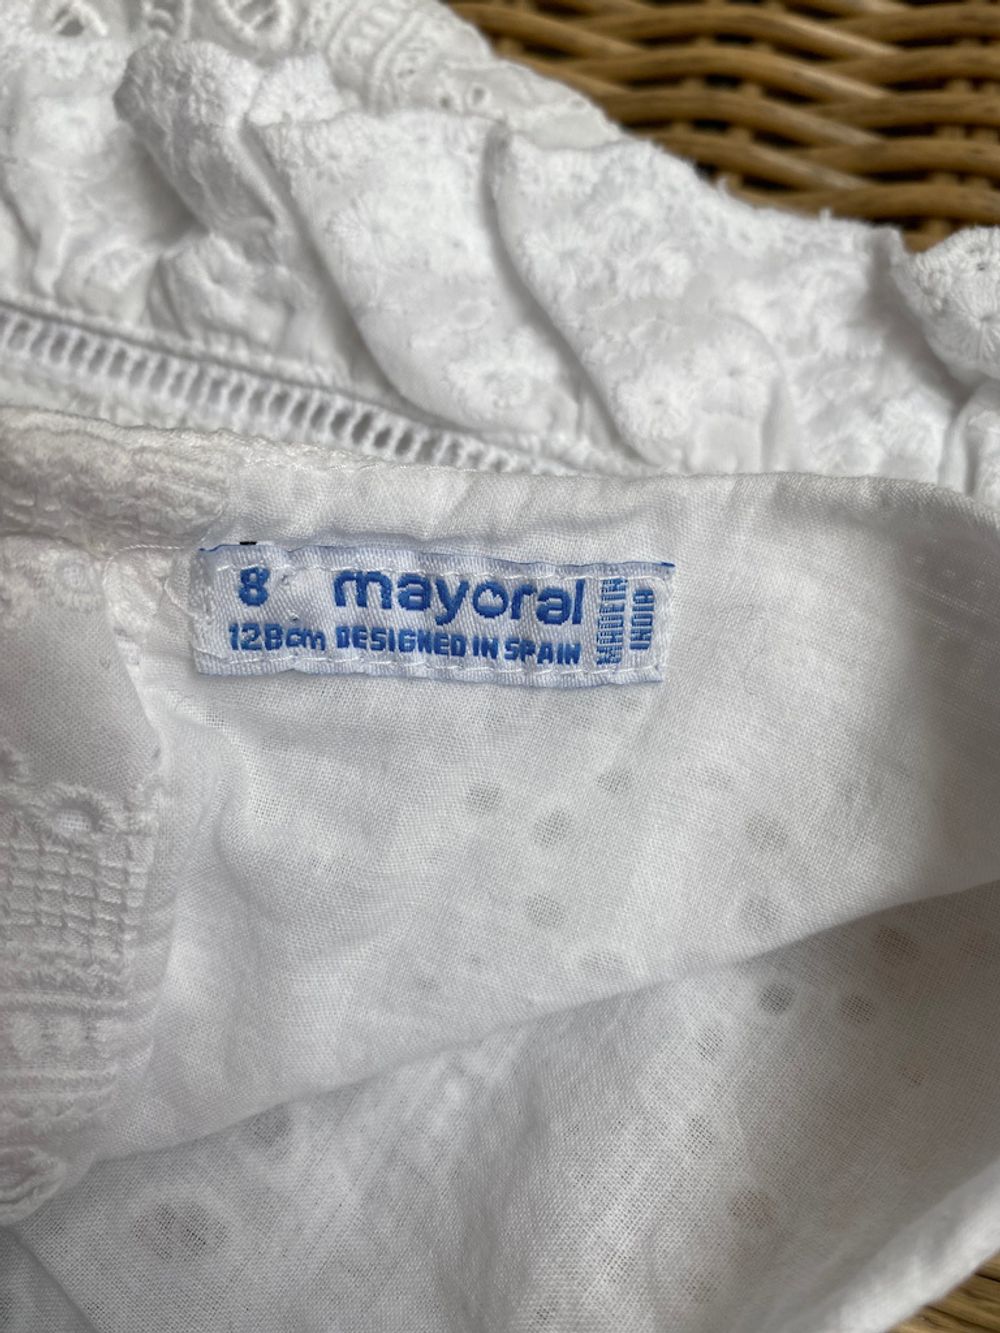 8 mayoral
128cm DESIGNED IN SPAIN
MADE IN
INDIA